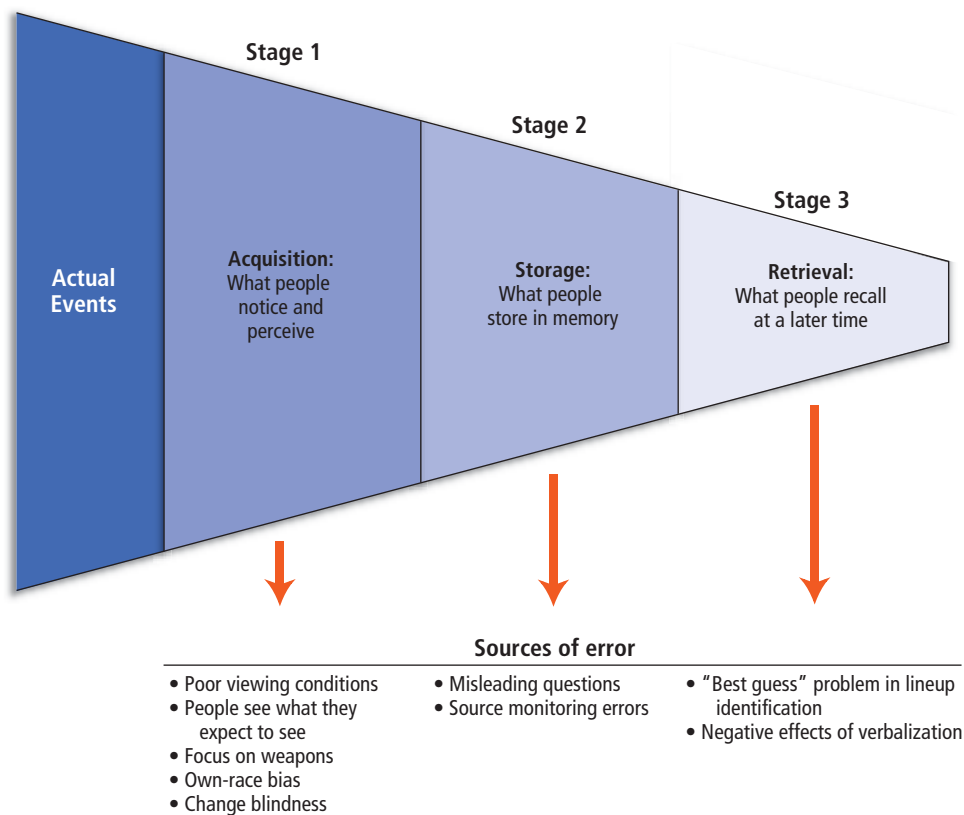 Stage 1
Stage 2
Stage 3
Actual
Events
Acquisition:
What people
notice and
perceive
Storage:
What people
store in memory
Retrieval:
What people recall
at a later time
Sources of error
• Poor viewing conditions
• People see what they
expect to see
• Focus on weapons
• Own-race bias
• Change blindness
• Misleading questions
• Source monitoring errors
• “Best guess” problem in lineup
identification
• Negative effects of verbalization